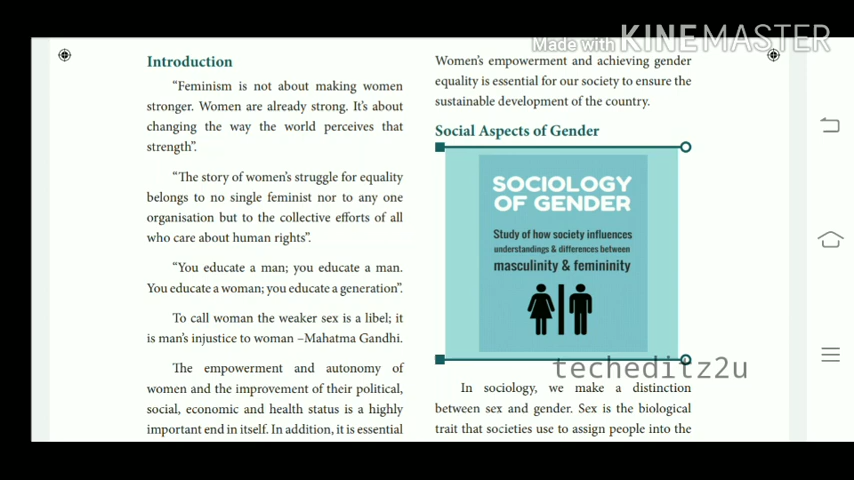 Made with KINEMASTER
Introduction
“Feminism is not about making women
stronger. Women are already strong. It’s about
changing the way the world perceives that
strength”.
“The story of women’s struggle for equality
belongs to no single feminist nor to any one
organisation but to the collective efforts of all
who care about human rights”.
“You educate a man; you educate a man.
You educate a woman; you educate a generation”.
To call woman the weaker sex is a libel; it
is man’s injustice to woman –Mahatma Gandhi.
The empowerment and autonomy of
women and the improvement of their political,
social, economic and health status is a highly
important end in itself. In addition, it is essential
Women’s empowerment and achieving gender
equality is essential for our society to ensure the
sustainable development of the country.
Social Aspects of Gender
SOCIOLOGY
OF GENDER
Study of how society influences
understandings & differences between
masculinity & femininity
techeditz2u
In sociology, we make a distinction
between sex and gender. Sex is the biological
trait that societies use to assign people into the